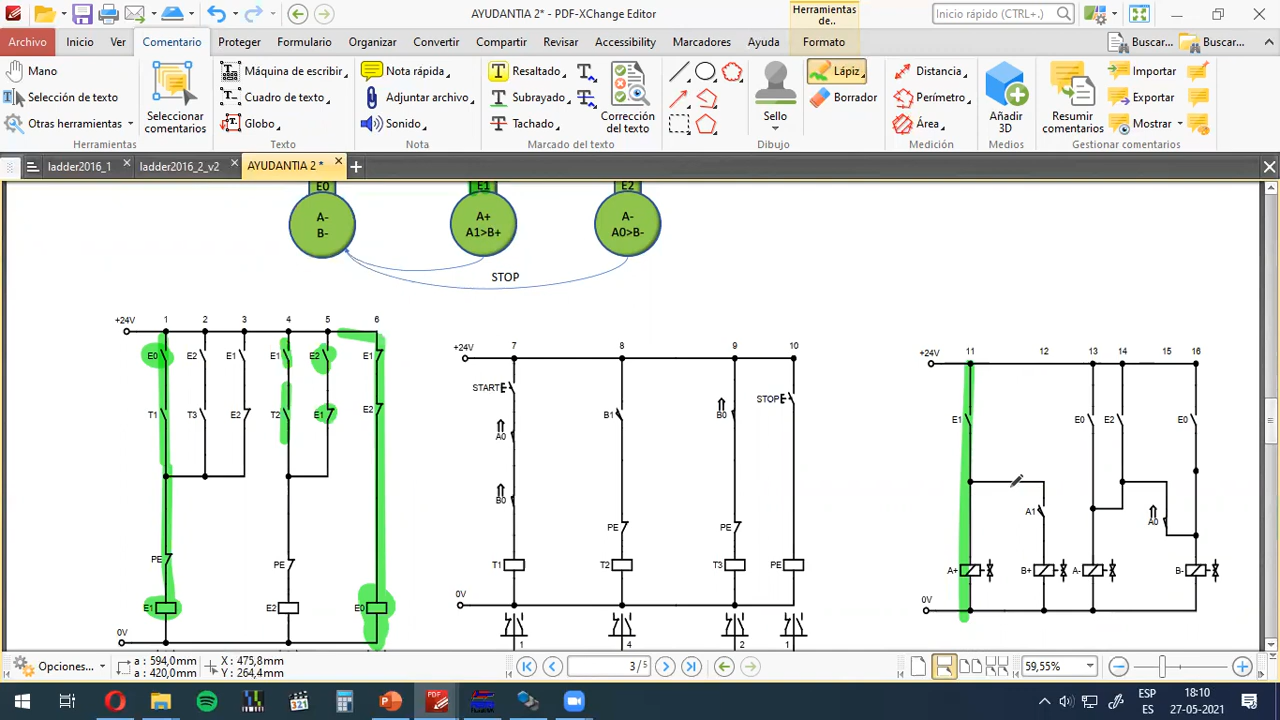 AYUDANTIA 2 - PDF-XChange Editor
Herramientas de..
Inicio rápido (CTRL+.)
Archivo Inicio Ver Comentario Proteger Formulario Organizar Convertir Compartir Revisar Accessibility Marcadores Ayuda Formato Buscar... Buscar...
Mano
Selección de texto
Otras herramientas
Seleccionar comentarios
Máquina de escribir
Cuadro de texto
Globo
Nota rápida
Adjuntar archivo
Sonido
Resaltado
Subrayado
Tachado
Corrección del texto
Sello
Lápiz
Borrador
Distancia
Perímetro
Área
Añadir 3D
Resumir comentarios
Importar
Exportar
Mostrar
Herramientas Texto Nota Marcado del texto Dibujo Medición Medios Gestionar comentarios
ladder2016_1 ladder2016_2_v2 AYUDANTIA 2 *
E0 E1 E2
A- A+ A-
B- A1>B+ A0>B-
STOP
+24V 1 2 3 4 5 6
E0 E2 E1 E1 E2 E1
T1 T3 E2 T2 E1 E2
PE PE
E1 E2 E0
0V
+24V 7 8 9 10
START STOP
A0 B1 B0
B0 PE PE
T1 T2 T3 PE
0V
1 4 2 1
+24V 11 12 13 14 15 16
E1 E0 E2 E0
A1 A0
A+ B+ A- B-
0V
Opciones...
a : 594,0mm
a : 420,0mm
X : 475,8mm
Y : 264,4mm
3 / 5
59,55%
321
PDF
ESP
ES
18:10
27-05-2021